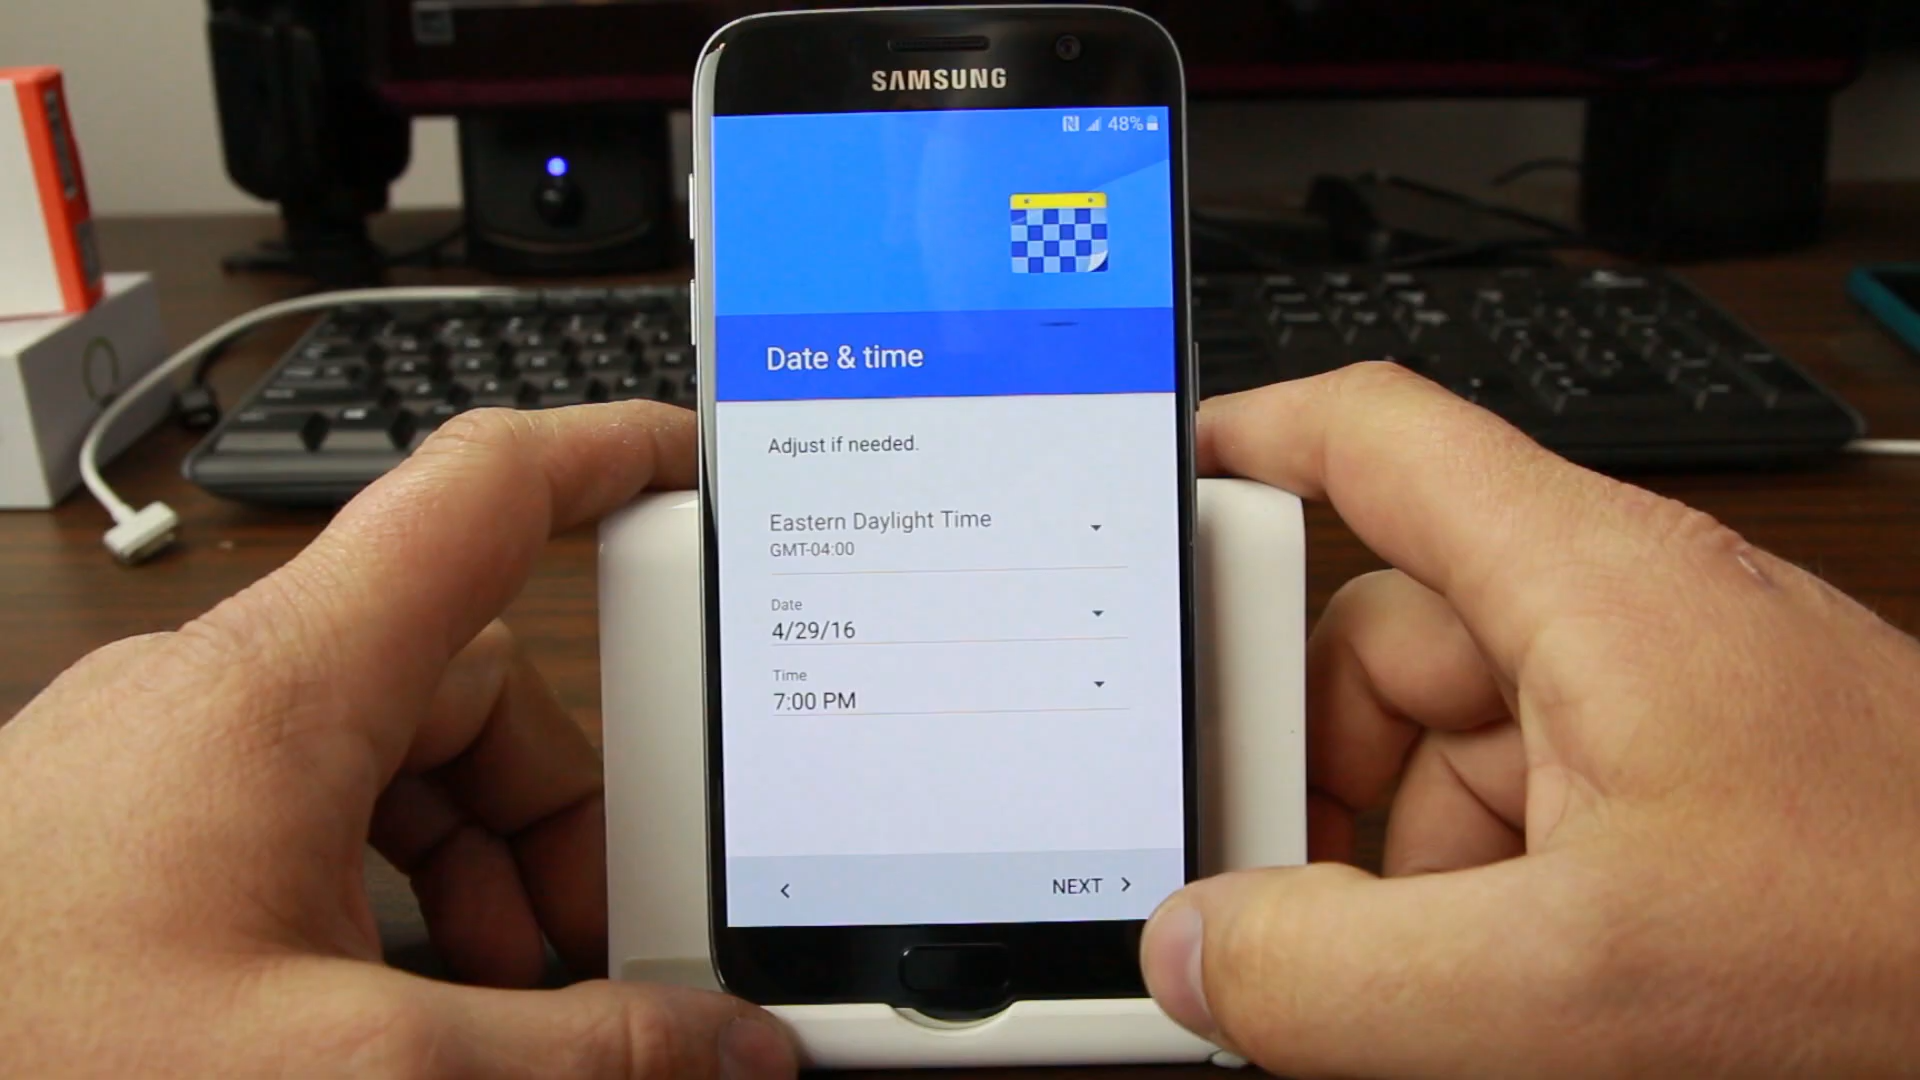 SAMSUNG
48%
Date & time
Adjust if needed.
Eastern Daylight Time
GMT-04:00
Date
4/29/16
Time
7:00 PM
NEXT